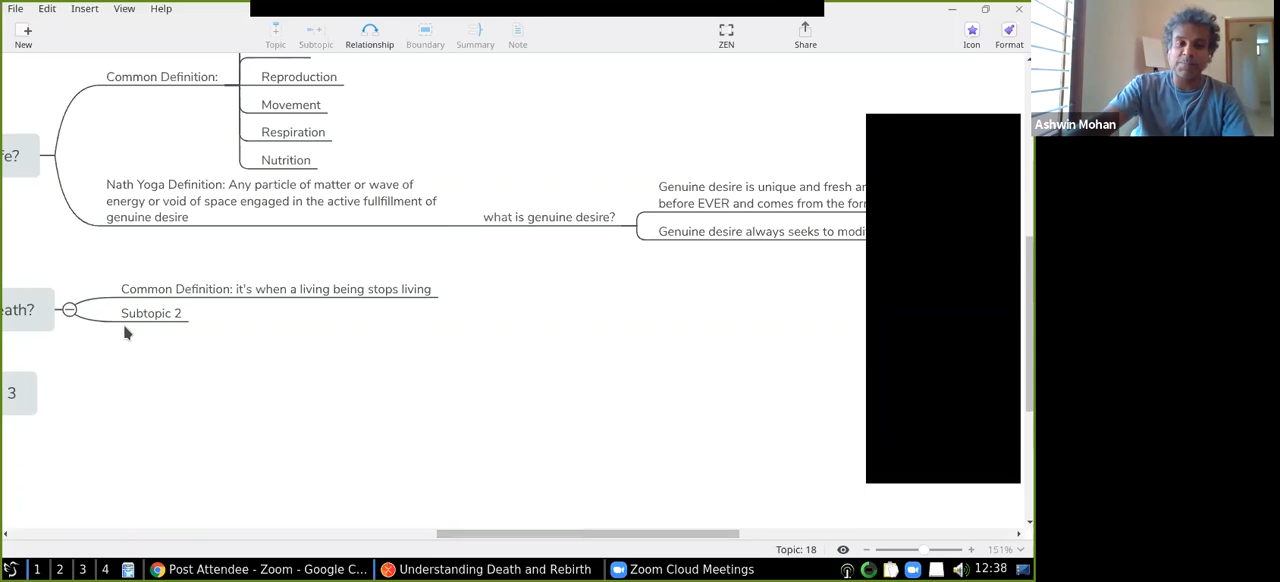 File Edit Insert View Help
New
Topic Subtopic Relationship Boundary Summary Note
ZEN Share Icon Format
Ashwin Mohan
Common Definition:
Reproduction
Movement
Respiration
Nutrition
fe?
Nath Yoga Definition: Any particle of matter or wave of
energy or void of space engaged in the active fullfillment of
genuine desire
what is genuine desire?
Genuine desire is unique and fresh
before EVER and comes from the
Genuine desire always seeks to
eath?
Common Definition: it's when a living being stops living
Subtopic 2
3
Topic: 18
151%
1 2 3 4 Post Attendee - Zoom - Google C... Understanding Death and Rebirth Zoom Cloud Meetings 12:38